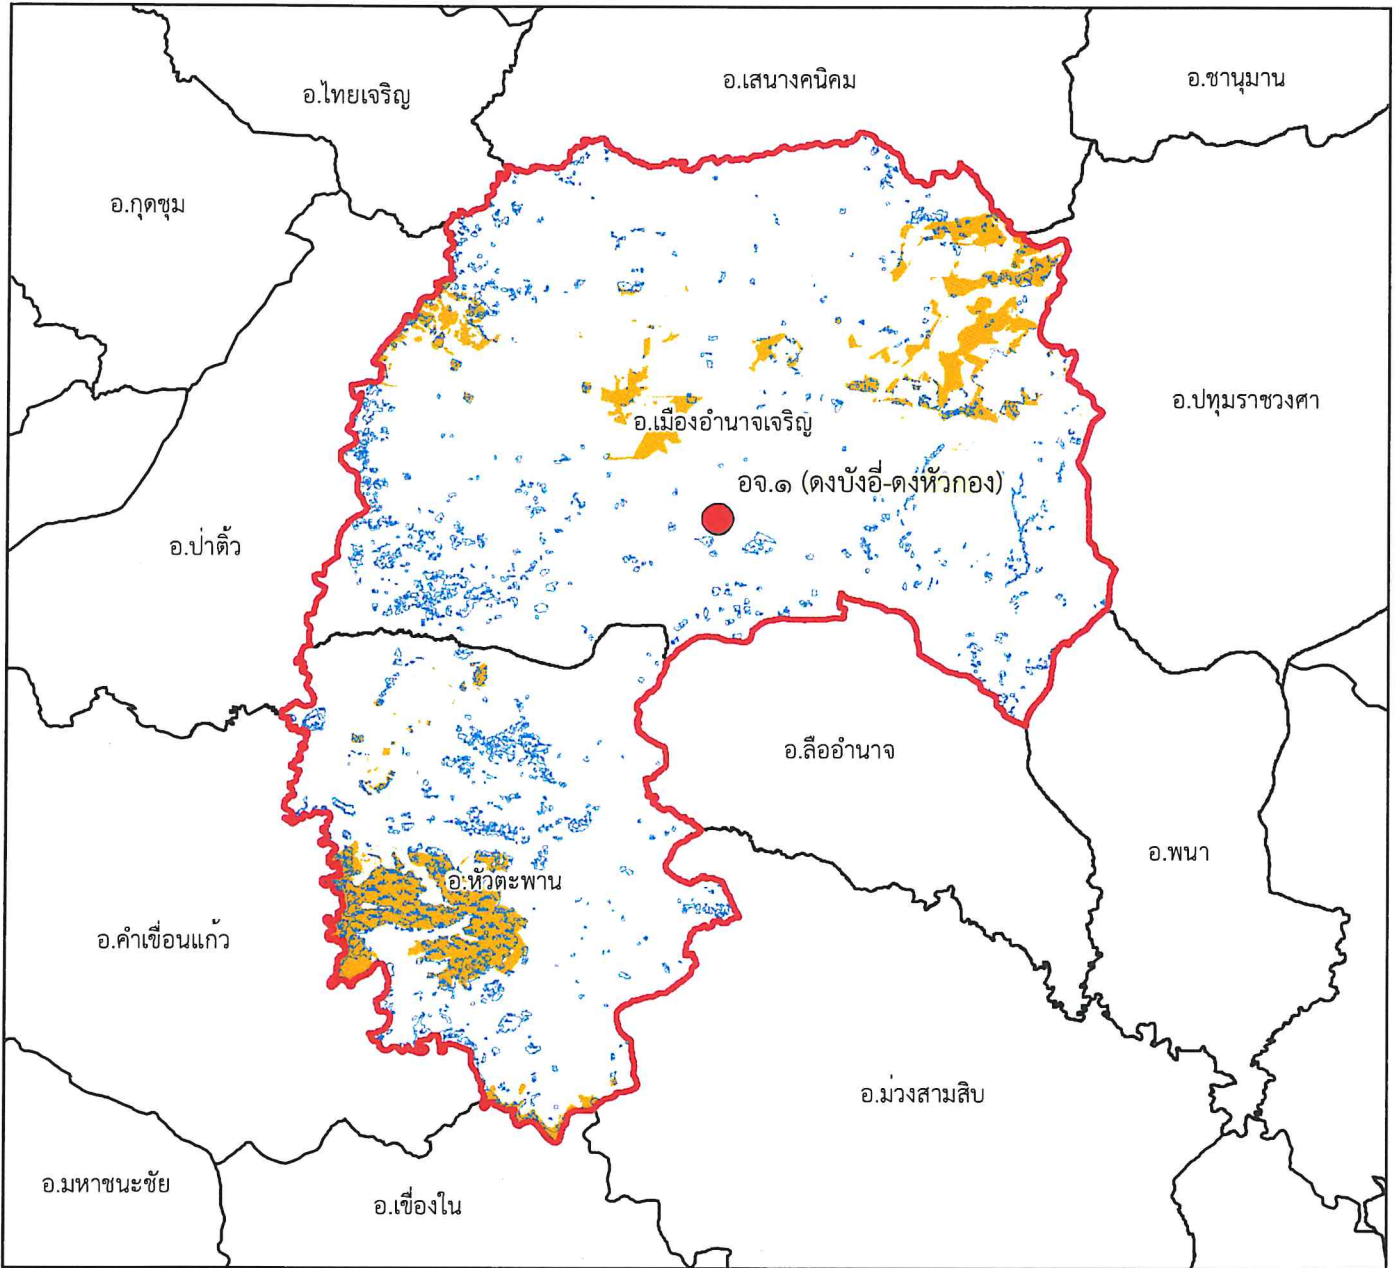 อ.เสนางคนิคม
อ.ชานุมาน
อ.ไทยเจริญ
อ.กุดชุม
อ.ปทุมราชวงศา
อ.เมืองอำนาจเจริญ
อจ.๑ (ดงบังอี่-ดงหัวกอง)
อ.ป่าติ้ว
อ.ลืออำนาจ
อ.พนา
อ.หัวตะพาน
อ.คำเขื่อนแก้ว
อ.ม่วงสามสิบ
อ.มหาชนะชัย
อ.เขื่องใน